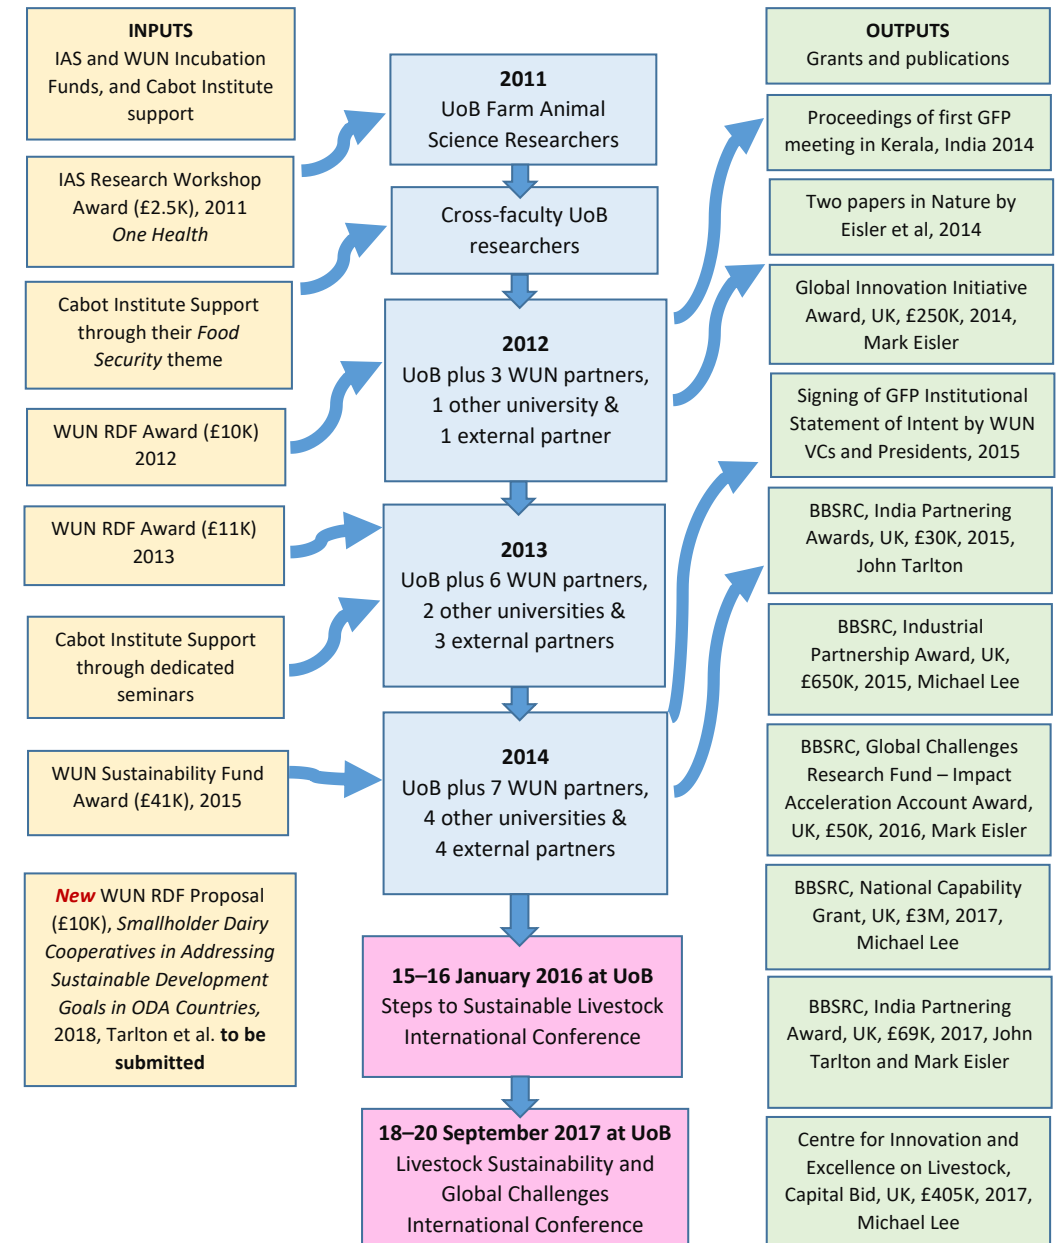 INPUTS
IAS and WUN Incubation
Funds, and Cabot Institute
support
IAS Research Workshop
Award (£2.5K), 2011
One Health
Cabot Institute Support
through their Food
Security theme
WUN RDF Award (£10K)
2012
WUN RDF Award (£11K)
2013
Cabot Institute Support
through dedicated
seminars
WUN Sustainability Fund
Award (£41K), 2015
New WUN RDF Proposal
(£10K), Smallholder Dairy
Cooperatives in Addressing
Sustainable Development
Goals in ODA Countries,
2018, Tarlton et al. to be
submitted
2011
UoB Farm Animal
Science Researchers
Cross-faculty UoB
researchers
2012
UoB plus 3 WUN partners,
1 other university &
1 external partner
2013
UoB plus 6 WUN partners,
2 other universities &
3 external partners
2014
UoB plus 7 WUN partners,
4 other universities &
4 external partners
15–16 January 2016 at UoB
Steps to Sustainable Livestock
International Conference
18–20 September 2017 at UoB
Livestock Sustainability and
Global Challenges
International Conference
OUTPUTS
Grants and publications
Proceedings of first GFP
meeting in Kerala, India 2014
Two papers in Nature by
Eisler et al, 2014
Global Innovation Initiative
Award, UK, £250K, 2014,
Mark Eisler
Signing of GFP Institutional
Statement of Intent by WUN
VCs and Presidents, 2015
BBSRC, India Partnering
Awards, UK, £30K, 2015,
John Tarlton
BBSRC, Industrial
Partnership Award, UK,
£650K, 2015, Michael Lee
BBSRC, Global Challenges
Research Fund – Impact
Acceleration Account Award,
UK, £50K, 2016, Mark Eisler
BBSRC, National Capability
Grant, UK, £3M, 2017,
Michael Lee
BBSRC, India Partnering
Award, UK, £69K, 2017, John
Tarlton and Mark Eisler
Centre for Innovation and
Excellence on Livestock,
Capital Bid, UK, £405K, 2017,
Michael Lee